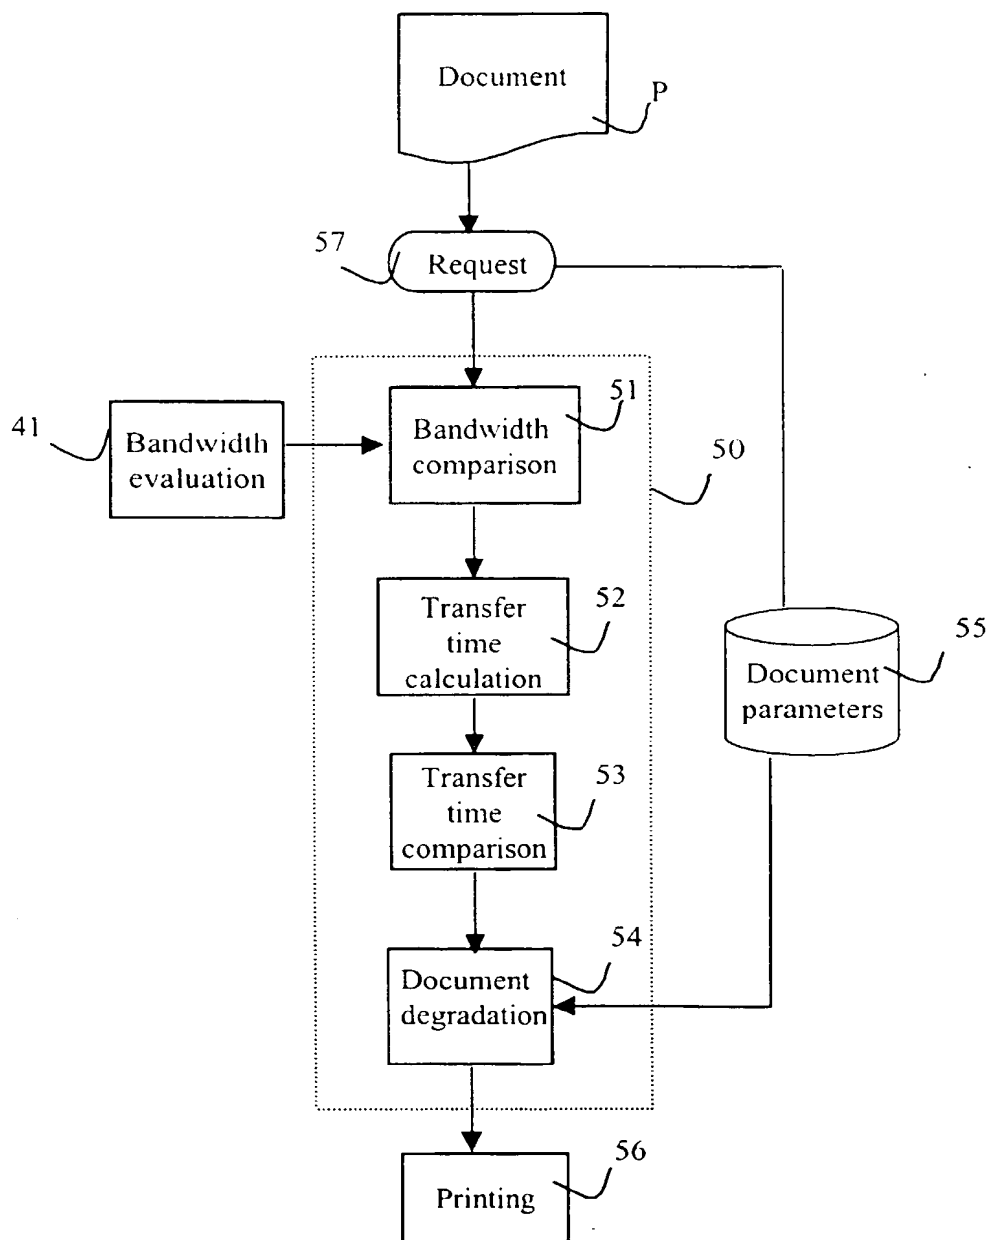 Document
P
57
Request
51
41
Bandwidth
evaluation
Bandwidth
comparison
50
52
Transfer
time
calculation
55
Document
parameters
53
Transfer
time
comparison
54
Document
degradation
56
Printing